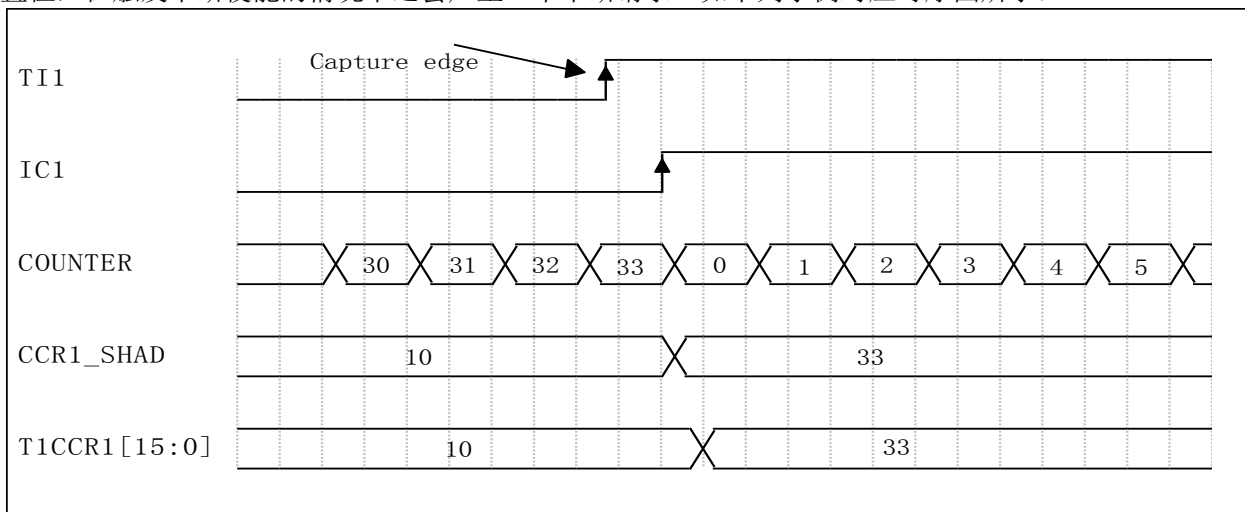 Capture edge
TI1
IC1
COUNTER 30 31 32 33 0 1 2 3 4 5
CCR1_SHAD 10 33
T1CCR1[15:0] 10 33